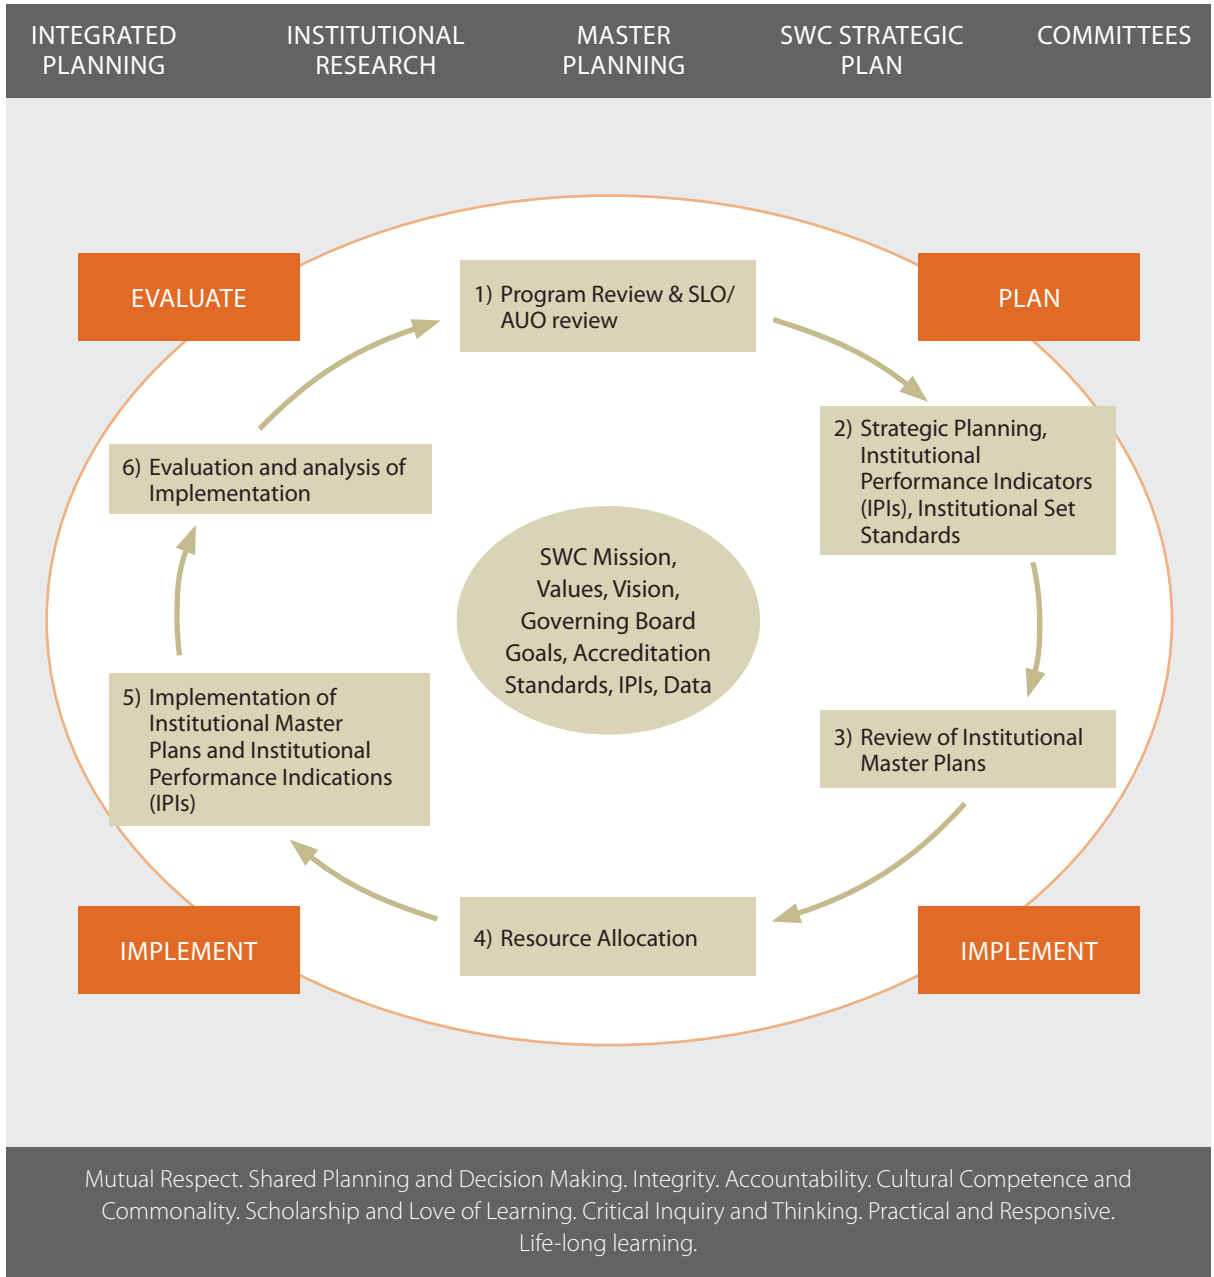 INTEGRATED
PLANNING
INSTITUTIONAL
RESEARCH
MASTER
PLANNING
SWC STRATEGIC
PLAN
COMMITTEES
EVALUATE
1) Program Review & SLO/
AUO review
PLAN
2) Strategic Planning,
Institutional
Performance Indicators
(IPIs), Institutional Set
Standards
6) Evaluation and analysis of
Implementation
SWC Mission,
Values, Vision,
Governing Board
Goals, Accreditation
Standards, IPIs, Data
5) Implementation of
Institutional Master
Plans and Institutional
Performance Indications
(IPIs)
3) Review of Institutional
Master Plans
4) Resource Allocation
IMPLEMENT
IMPLEMENT
Mutual Respect. Shared Planning and Decision Making. Integrity. Accountability. Cultural Competence and
Commonality. Scholarship and Love of Learning. Critical Inquiry and Thinking. Practical and Responsive.
Life-long learning.